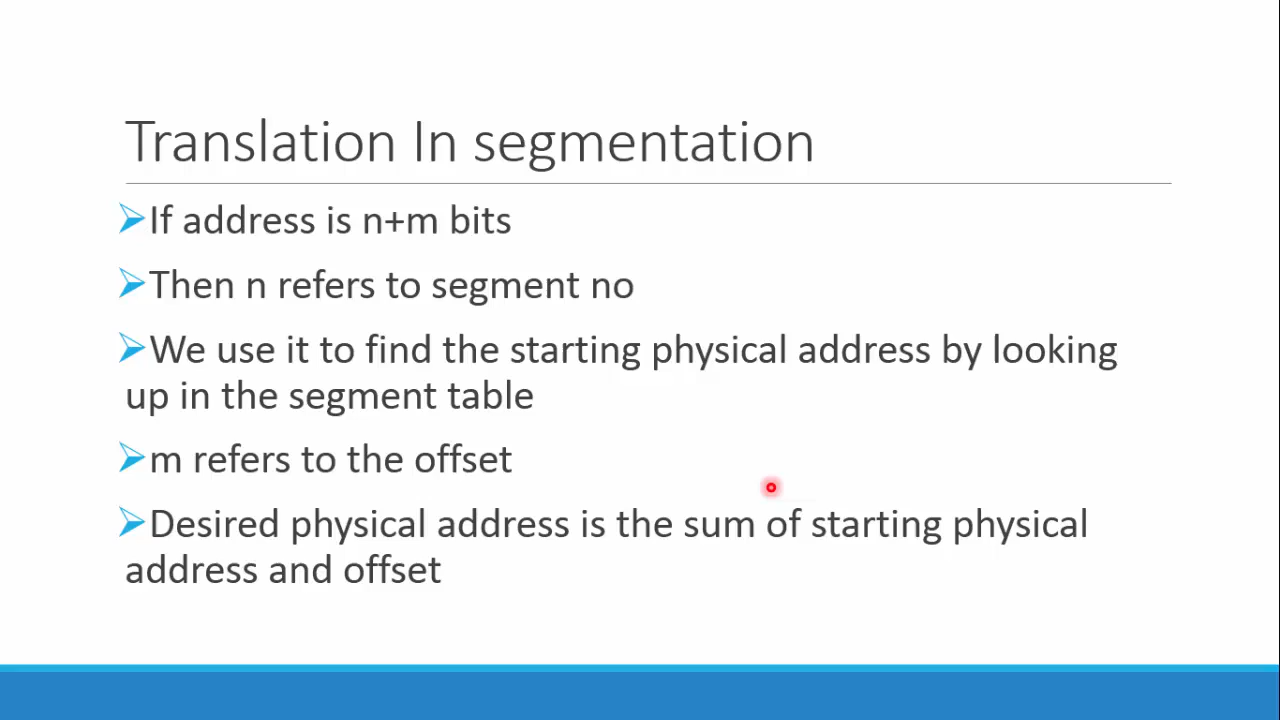 Translation In segmentation
➢If address is n+m bits
➢Then n refers to segment no
➢We use it to find the starting physical address by looking
up in the segment table
➢m refers to the offset
➢Desired physical address is the sum of starting physical
address and offset